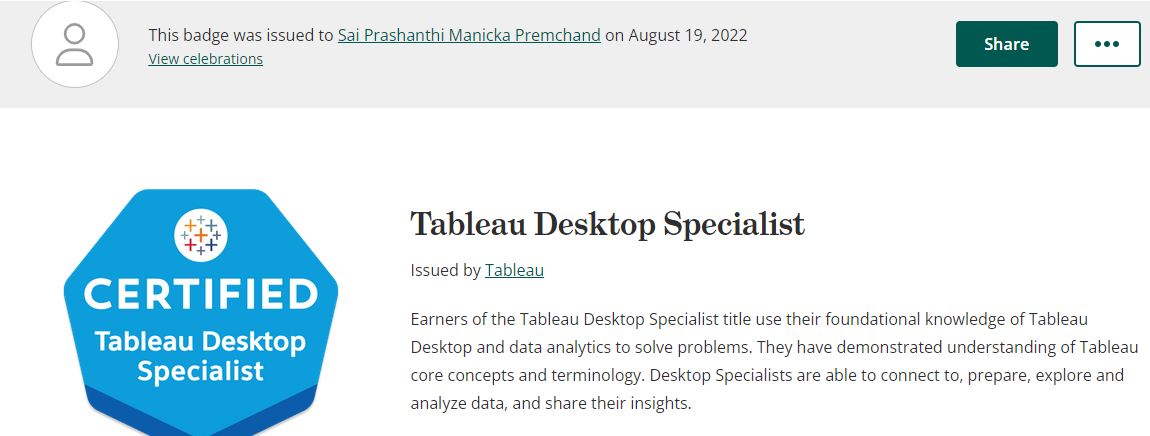 This badge was issued to Sai Prashanthi Manicka Premchand on August 19, 2022
View celebrations
Share
CERTIFIED
Tableau Desktop
Specialist
Tableau Desktop Specialist
Issued by Tableau
Earners of the Tableau Desktop Specialist title use their foundational knowledge of Tableau
Desktop and data analytics to solve problems. They have demonstrated understanding of Tableau
core concepts and terminology. Desktop Specialists are able to connect to, prepare, explore and
analyze data, and share their insights.